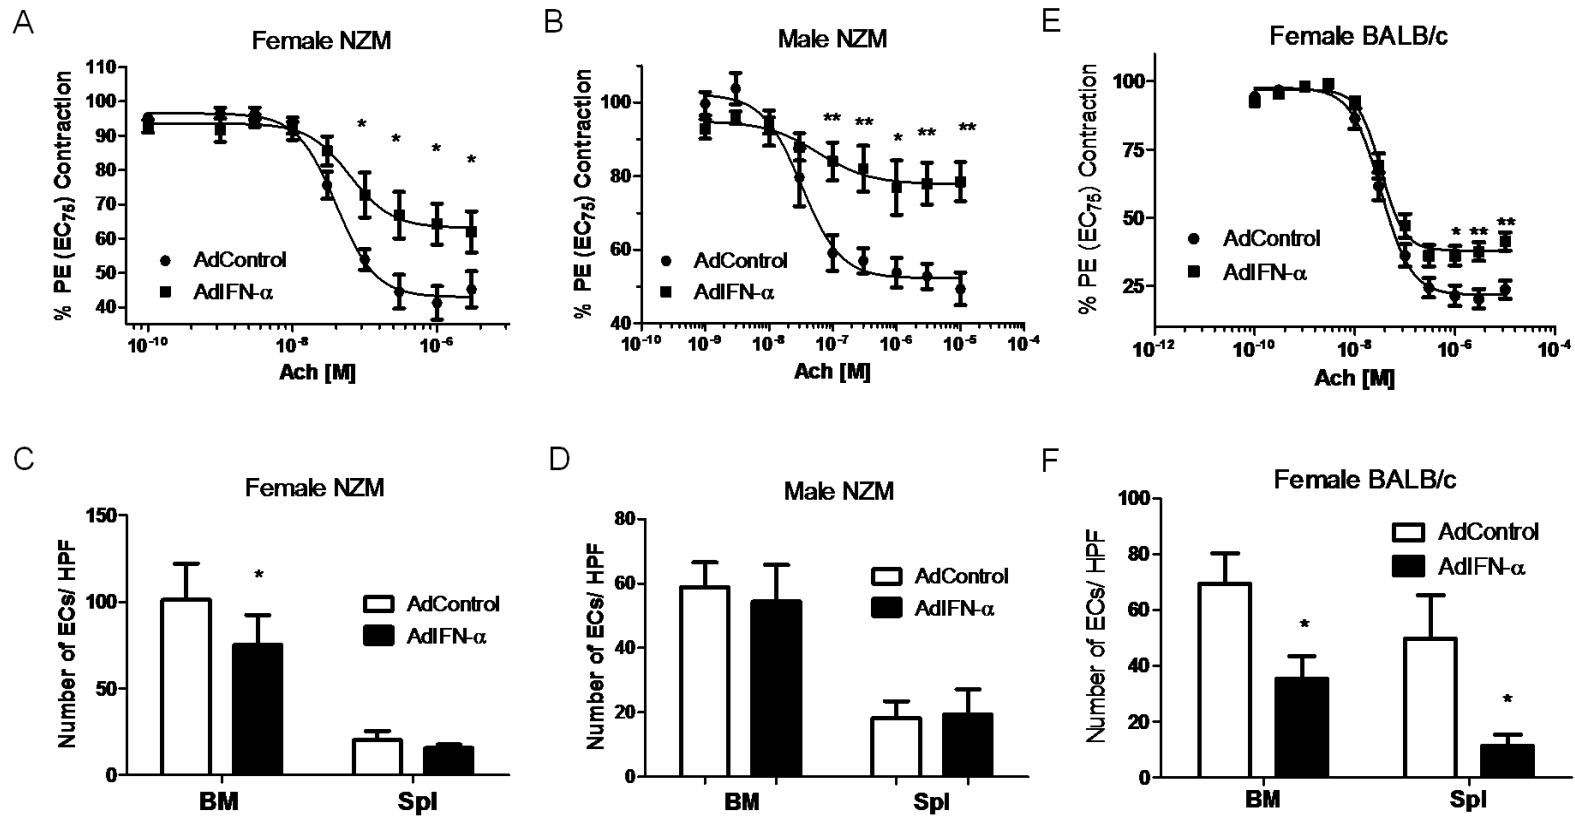 A
Female NZM
% PE (EC75) Contraction
110
100
90
80
70
60
50
40
* * * *
AdControl
AdIFN-α
10-10 10-8 10-6
Ach [M]
B
Male NZM
% PE (EC75) Contraction
100
80
60
40
** ** * ** **
AdControl
AdIFN-α
10-10 10-9 10-8 10-7 10-6 10-5 10-4
Ach [M]
E
Female BALB/c
% PE (EC75) Contraction
100
75
50
25
* ** **
AdControl
AdIFN-α
10-12 10-10 10-8 10-6 10-4
Ach [M]
C
Female NZM
Number of ECs/ HPF
150
100
50
0
*
AdControl
AdIFN-α
BM Spl
D
Male NZM
Number of ECs/ HPF
80
60
40
20
0
AdControl
AdIFN-α
BM Spl
F
Female BALB/c
Number of ECs/ HPF
100
80
60
40
20
0
AdControl
AdIFN-α
*
*
BM Spl